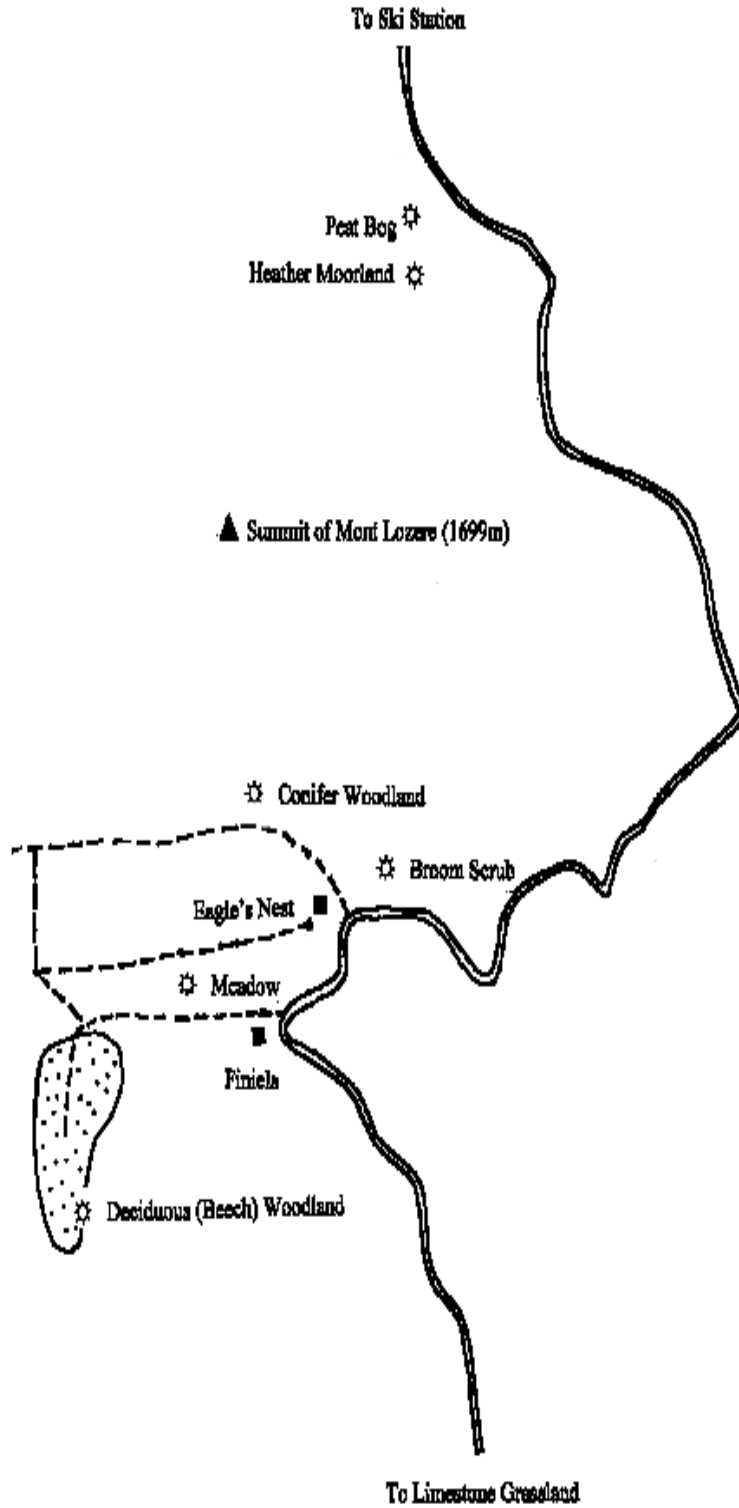 To Ski Station
Peat Bog
Heather Moorland
Summit of Mont Lozere (1699m)
Conifer Woodland
Broom Scrub
Eagle's Nest
Meadow
Finiels
Deciduous (Beech) Woodland
To Limestone Grassland